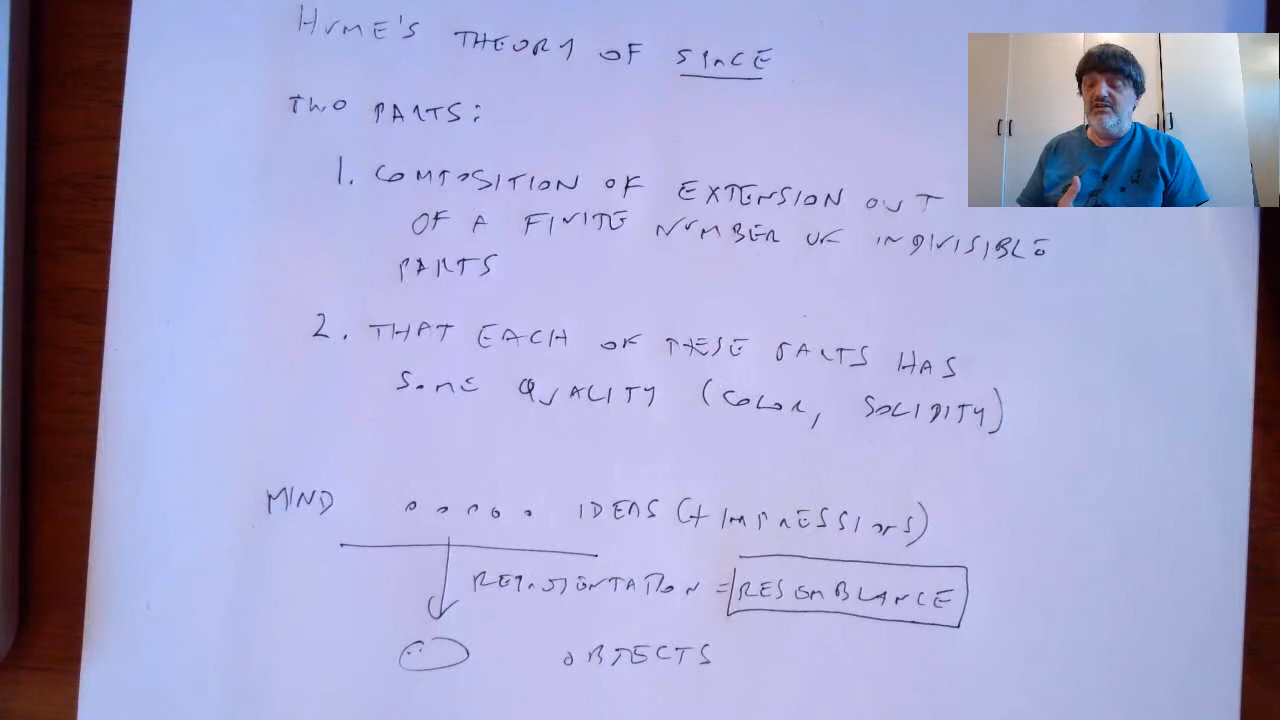 HUME'S THEORY OF SPACE
TWO PARTS:
1. COMPOSITION OF EXTENSION OUT
OF A FINITE NUMBER OF INDIVISIBLE
PARTS
2. THAT EACH OF THESE PARTS HAS
SOME QUALITY (COLOR, SOLIDITY)
MIND IDEAS (+ IMPRESSIONS)
REPRESENTATION = RESEMBLANCE
OBJECTS